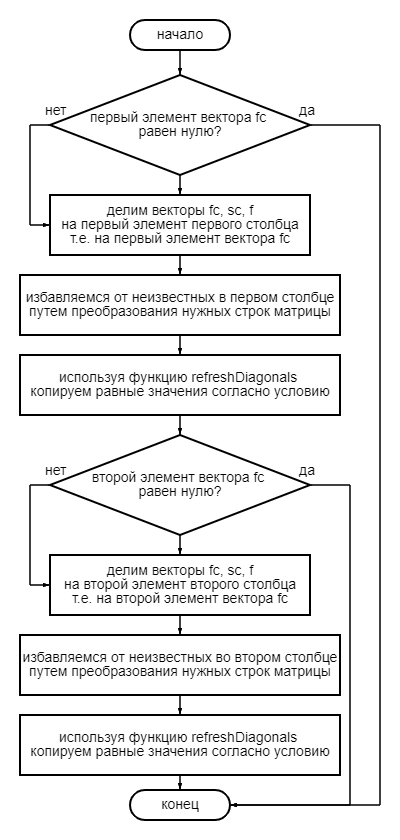 начало
первый элемент вектора fc
равен нулю?
нет
да
делим векторы fc, sc, f
на первый элемент первого столбца
т.е. на первый элемент вектора fc
избавляемся от неизвестных в первом столбце
путем преобразования нужных строк матрицы
используя функцию refreshDiagonals
копируем равные значения согласно условию
второй элемент вектора fc
равен нулю?
нет
да
делим векторы fc, sc, f
на второй элемент второго столбца
т.е. на второй элемент вектора fc
избавляемся от неизвестных во втором столбце
путем преобразования нужных строк матрицы
используя функцию refreshDiagonals
копируем равные значения согласно условию
конец